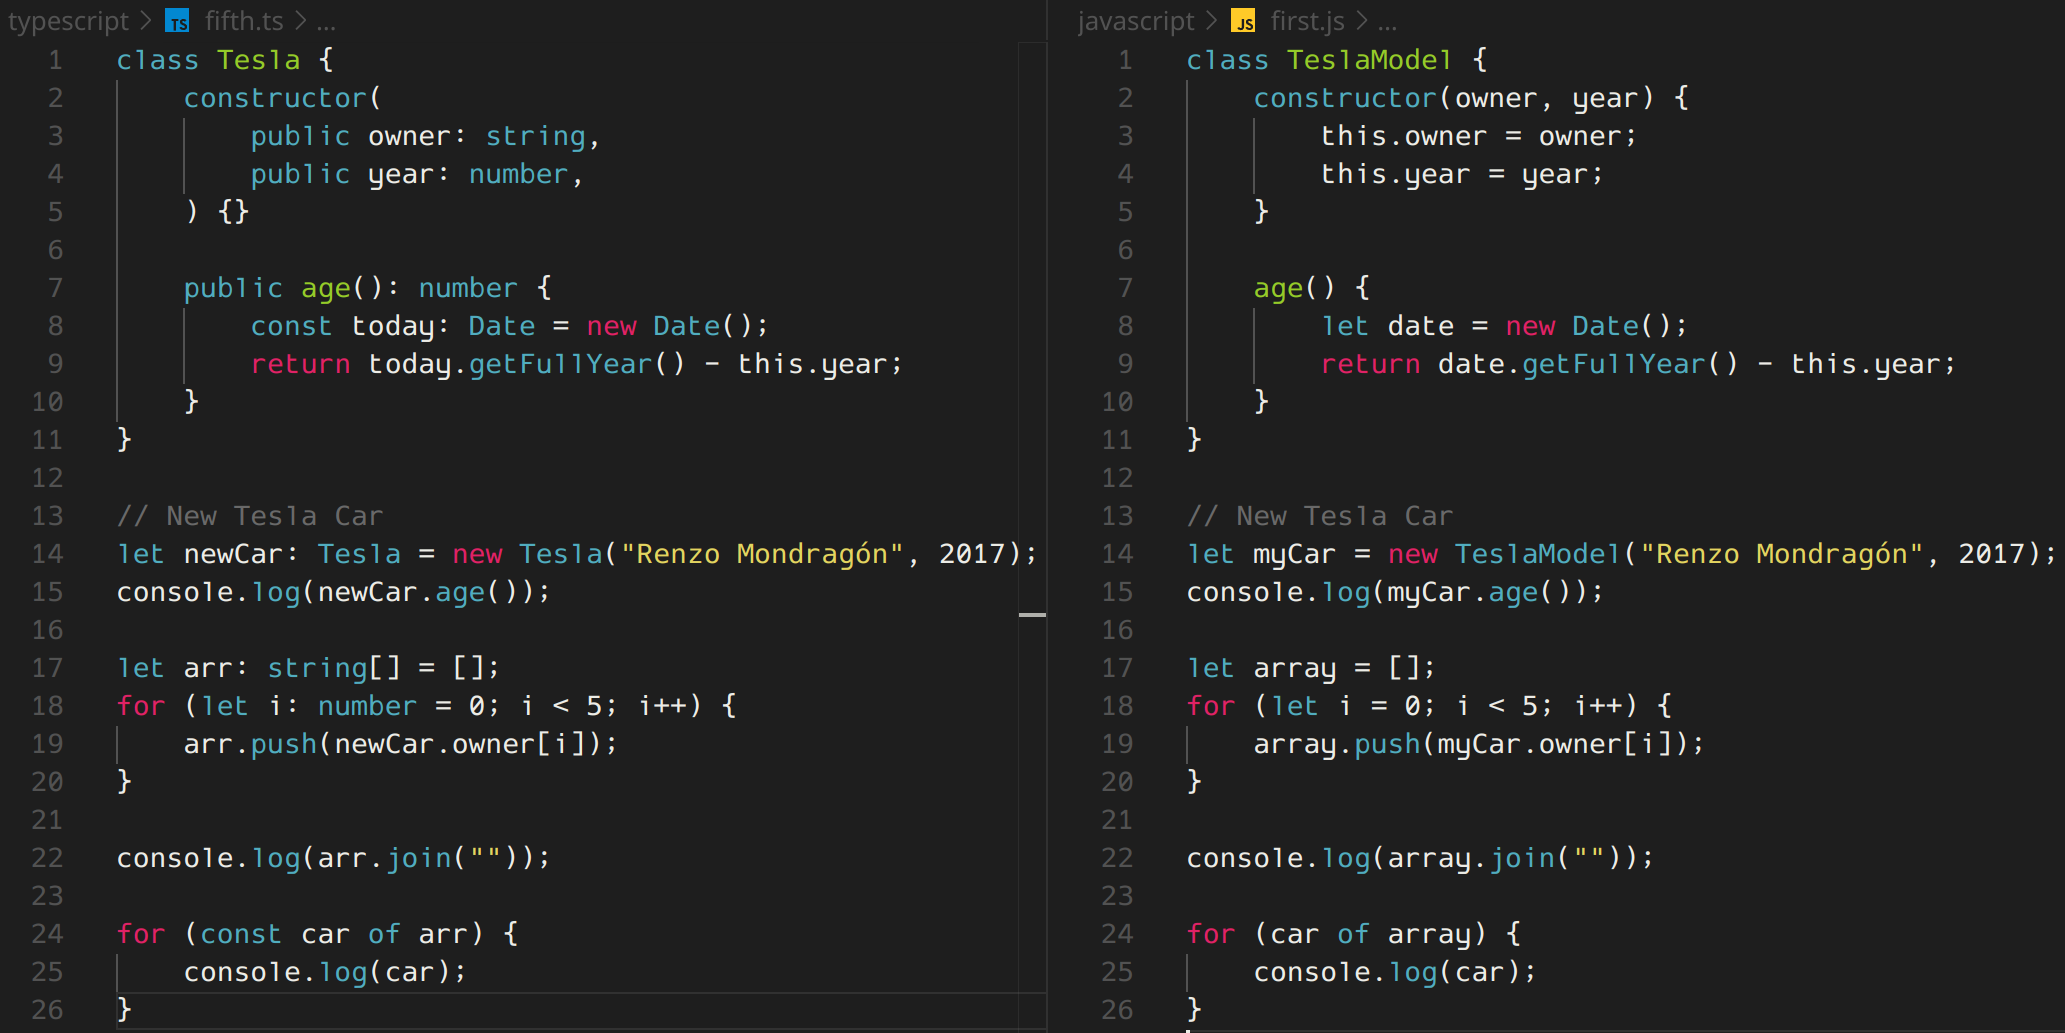 typescript > TS fifth.ts > ...
1 class Tesla {
2 constructor(
3 public owner: string,
4 public year: number,
5 ) {}
6
7 public age(): number {
8 const today: Date = new Date();
9 return today.getFullYear() - this.year;
10 }
11 }
12
13 // New Tesla Car
14 let newCar: Tesla = new Tesla("Renzo Mondragón", 2017);
15 console.log(newCar.age());
16
17 let arr: string[] = [];
18 for (let i: number = 0; i < 5; i++) {
19 arr.push(newCar.owner[i]);
20 }
21
22 console.log(arr.join(""));
23
24 for (const car of arr) {
25 console.log(car);
26 }
javascript > JS first.js > ...
1 class TeslaModel {
2 constructor(owner, year) {
3 this.owner = owner;
4 this.year = year;
5 }
6
7 age() {
8 let date = new Date();
9 return date.getFullYear() - this.year;
10 }
11 }
12
13 // New Tesla Car
14 let myCar = new TeslaModel("Renzo Mondragón", 2017);
15 console.log(myCar.age());
16
17 let array = [];
18 for (let i = 0; i < 5; i++) {
19 array.push(myCar.owner[i]);
20 }
21
22 console.log(array.join(""));
23
24 for (car of array) {
25 console.log(car);
26 }